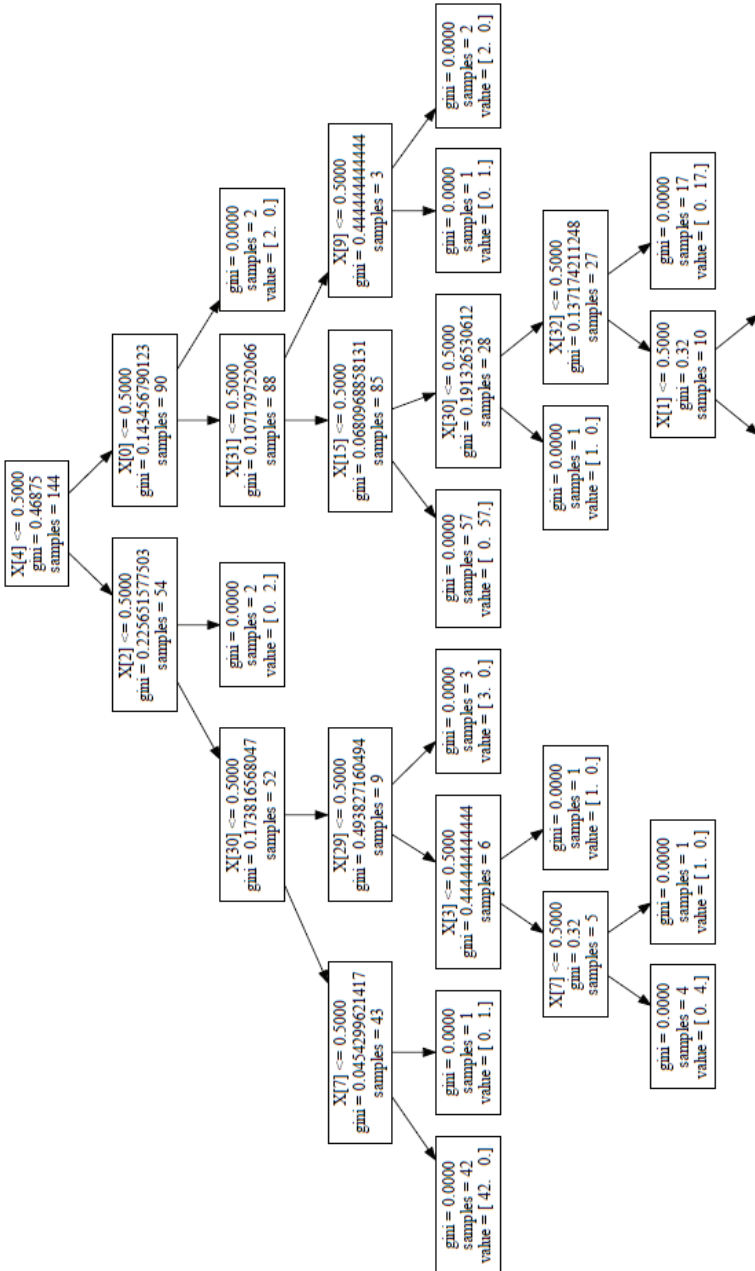 X[4] <= 0.5000
gini = 0.46875
samples = 144
X[2] <= 0.5000
gini = 0.225651577503
samples = 54
X[0] <= 0.5000
gini = 0.143456790123
samples = 90
X[30] <= 0.5000
gini = 0.173816568047
samples = 52
gini = 0.0000
samples = 2
value = [ 0. 2.]
X[31] <= 0.5000
gini = 0.107179752066
samples = 88
gini = 0.0000
samples = 2
value = [ 2. 0.]
X[7] <= 0.5000
gini = 0.0454299621417
samples = 43
X[29] <= 0.5000
gini = 0.493827160494
samples = 9
X[15] <= 0.5000
gini = 0.0680968858131
samples = 85
X[9] <= 0.5000
gini = 0.444444444444
samples = 3
gini = 0.0000
samples = 42
value = [ 42. 0.]
gini = 0.0000
samples = 1
value = [ 0. 1.]
X[3] <= 0.5000
gini = 0.444444444444
samples = 6
gini = 0.0000
samples = 3
value = [ 3. 0.]
gini = 0.0000
samples = 57
value = [ 0. 57.]
X[30] <= 0.5000
gini = 0.191326530612
samples = 28
gini = 0.0000
samples = 1
value = [ 0. 1.]
gini = 0.0000
samples = 2
value = [ 2. 0.]
X[7] <= 0.5000
gini = 0.32
samples = 5
gini = 0.0000
samples = 1
value = [ 1. 0.]
gini = 0.0000
samples = 1
value = [ 1. 0.]
X[32] <= 0.5000
gini = 0.137174211248
samples = 27
gini = 0.0000
samples = 4
value = [ 0. 4.]
gini = 0.0000
samples = 1
value = [ 1. 0.]
X[1] <= 0.5000
gini = 0.32
samples = 10
gini = 0.0000
samples = 17
value = [ 0. 17.]